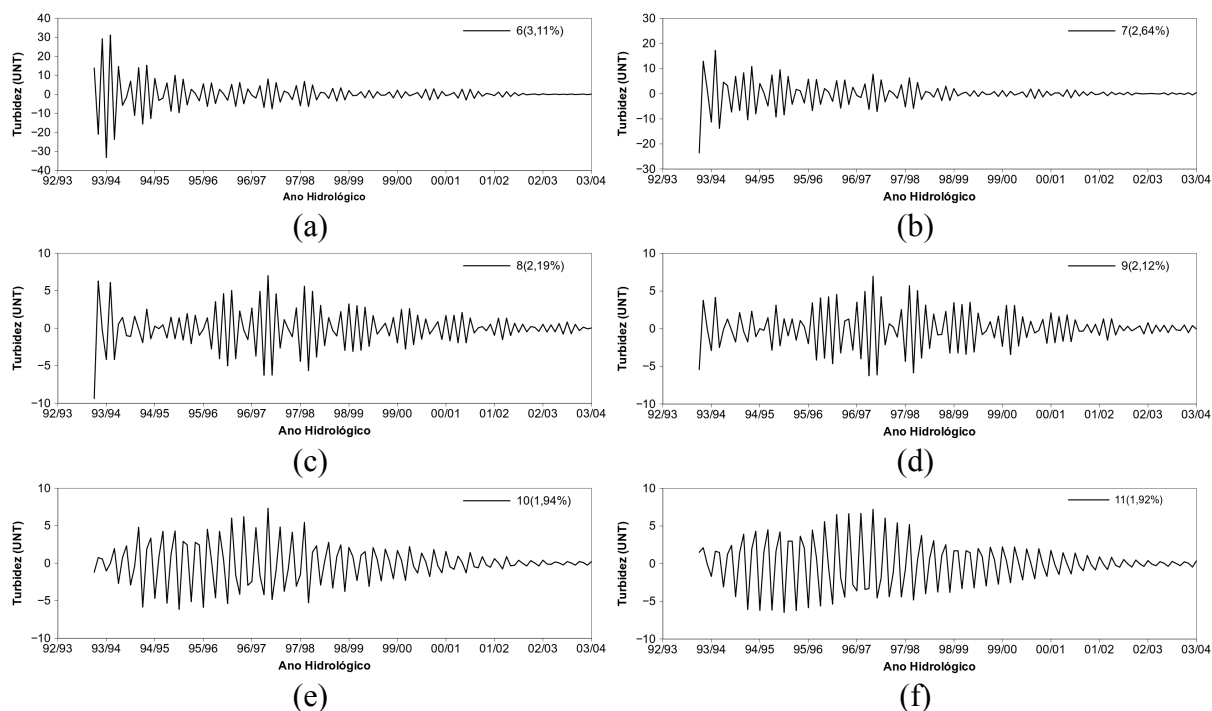 40
30
20
10
0
−10
−20
−30
−40
Turbidez (UNT)
6(3,11%)
92/93 93/94 94/95 95/96 96/97 97/98 98/99 99/00 00/01 01/02 02/03 03/04
Ano Hidrológico
(a)
30
20
10
0
−10
−20
−30
Turbidez (UNT)
7(2,64%)
92/93 93/94 94/95 95/96 96/97 97/98 98/99 99/00 00/01 01/02 02/03 03/04
Ano Hidrológico
(b)
10
5
0
−5
−10
Turbidez (UNT)
8(2,19%)
92/93 93/94 94/95 95/96 96/97 97/98 98/99 99/00 00/01 01/02 02/03 03/04
Ano Hidrológico
(c)
10
5
0
−5
−10
Turbidez (UNT)
9(2,12%)
92/93 93/94 94/95 95/96 96/97 97/98 98/99 99/00 00/01 01/02 02/03 03/04
Ano Hidrológico
(d)
10
5
0
−5
−10
Turbidez (UNT)
10(1,94%)
92/93 93/94 94/95 95/96 96/97 97/98 98/99 99/00 00/01 01/02 02/03 03/04
Ano Hidrológico
(e)
10
5
0
−5
−10
Turbidez (UNT)
11(1,92%)
92/93 93/94 94/95 95/96 96/97 97/98 98/99 99/00 00/01 01/02 02/03 03/04
Ano Hidrológico
(f)